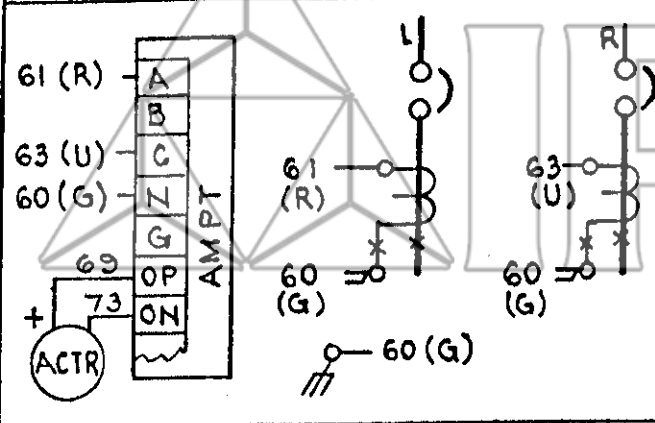 61 (R)
A
B
63 (U)
C
60 (G)
N
G
69
OP
73
ON
+
ACTR
AMPT
L
61
(R)
60
(G)
R
63
(U)
60
(G)
60 (G)